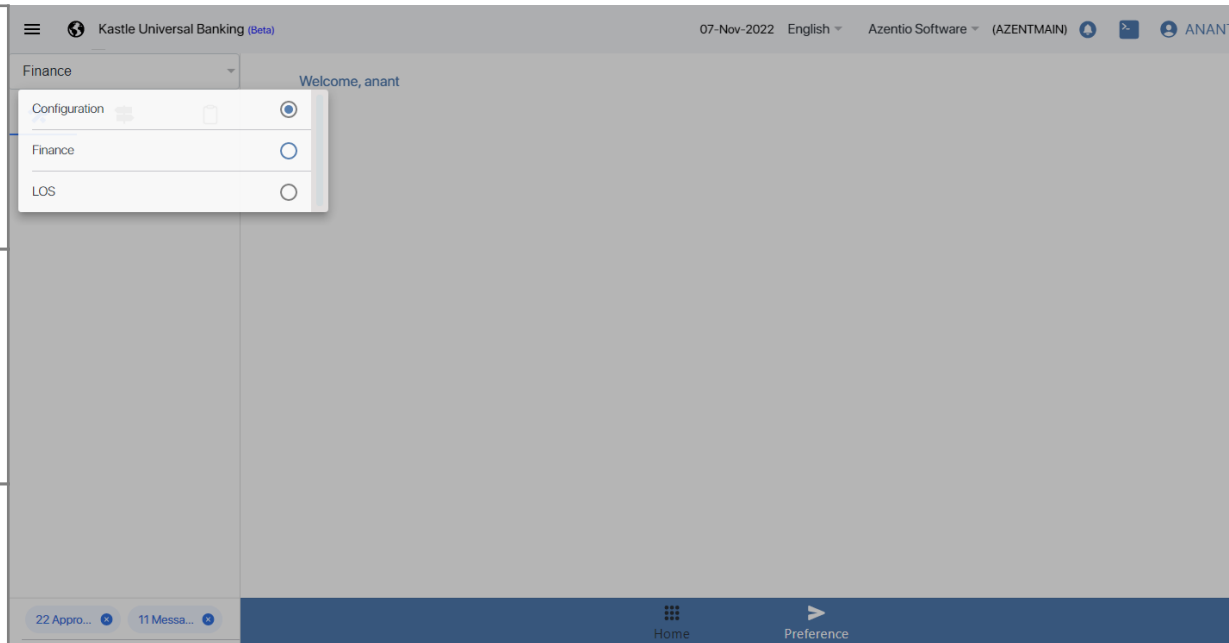 Kastle Universal Banking (Beta)
07-Nov-2022 English Azentio Software (AZENTMAIN) ANANT
Finance
Welcome, anant
Configuration
Finance
LOS
22 Appro... 11 Messa...
Home Preference